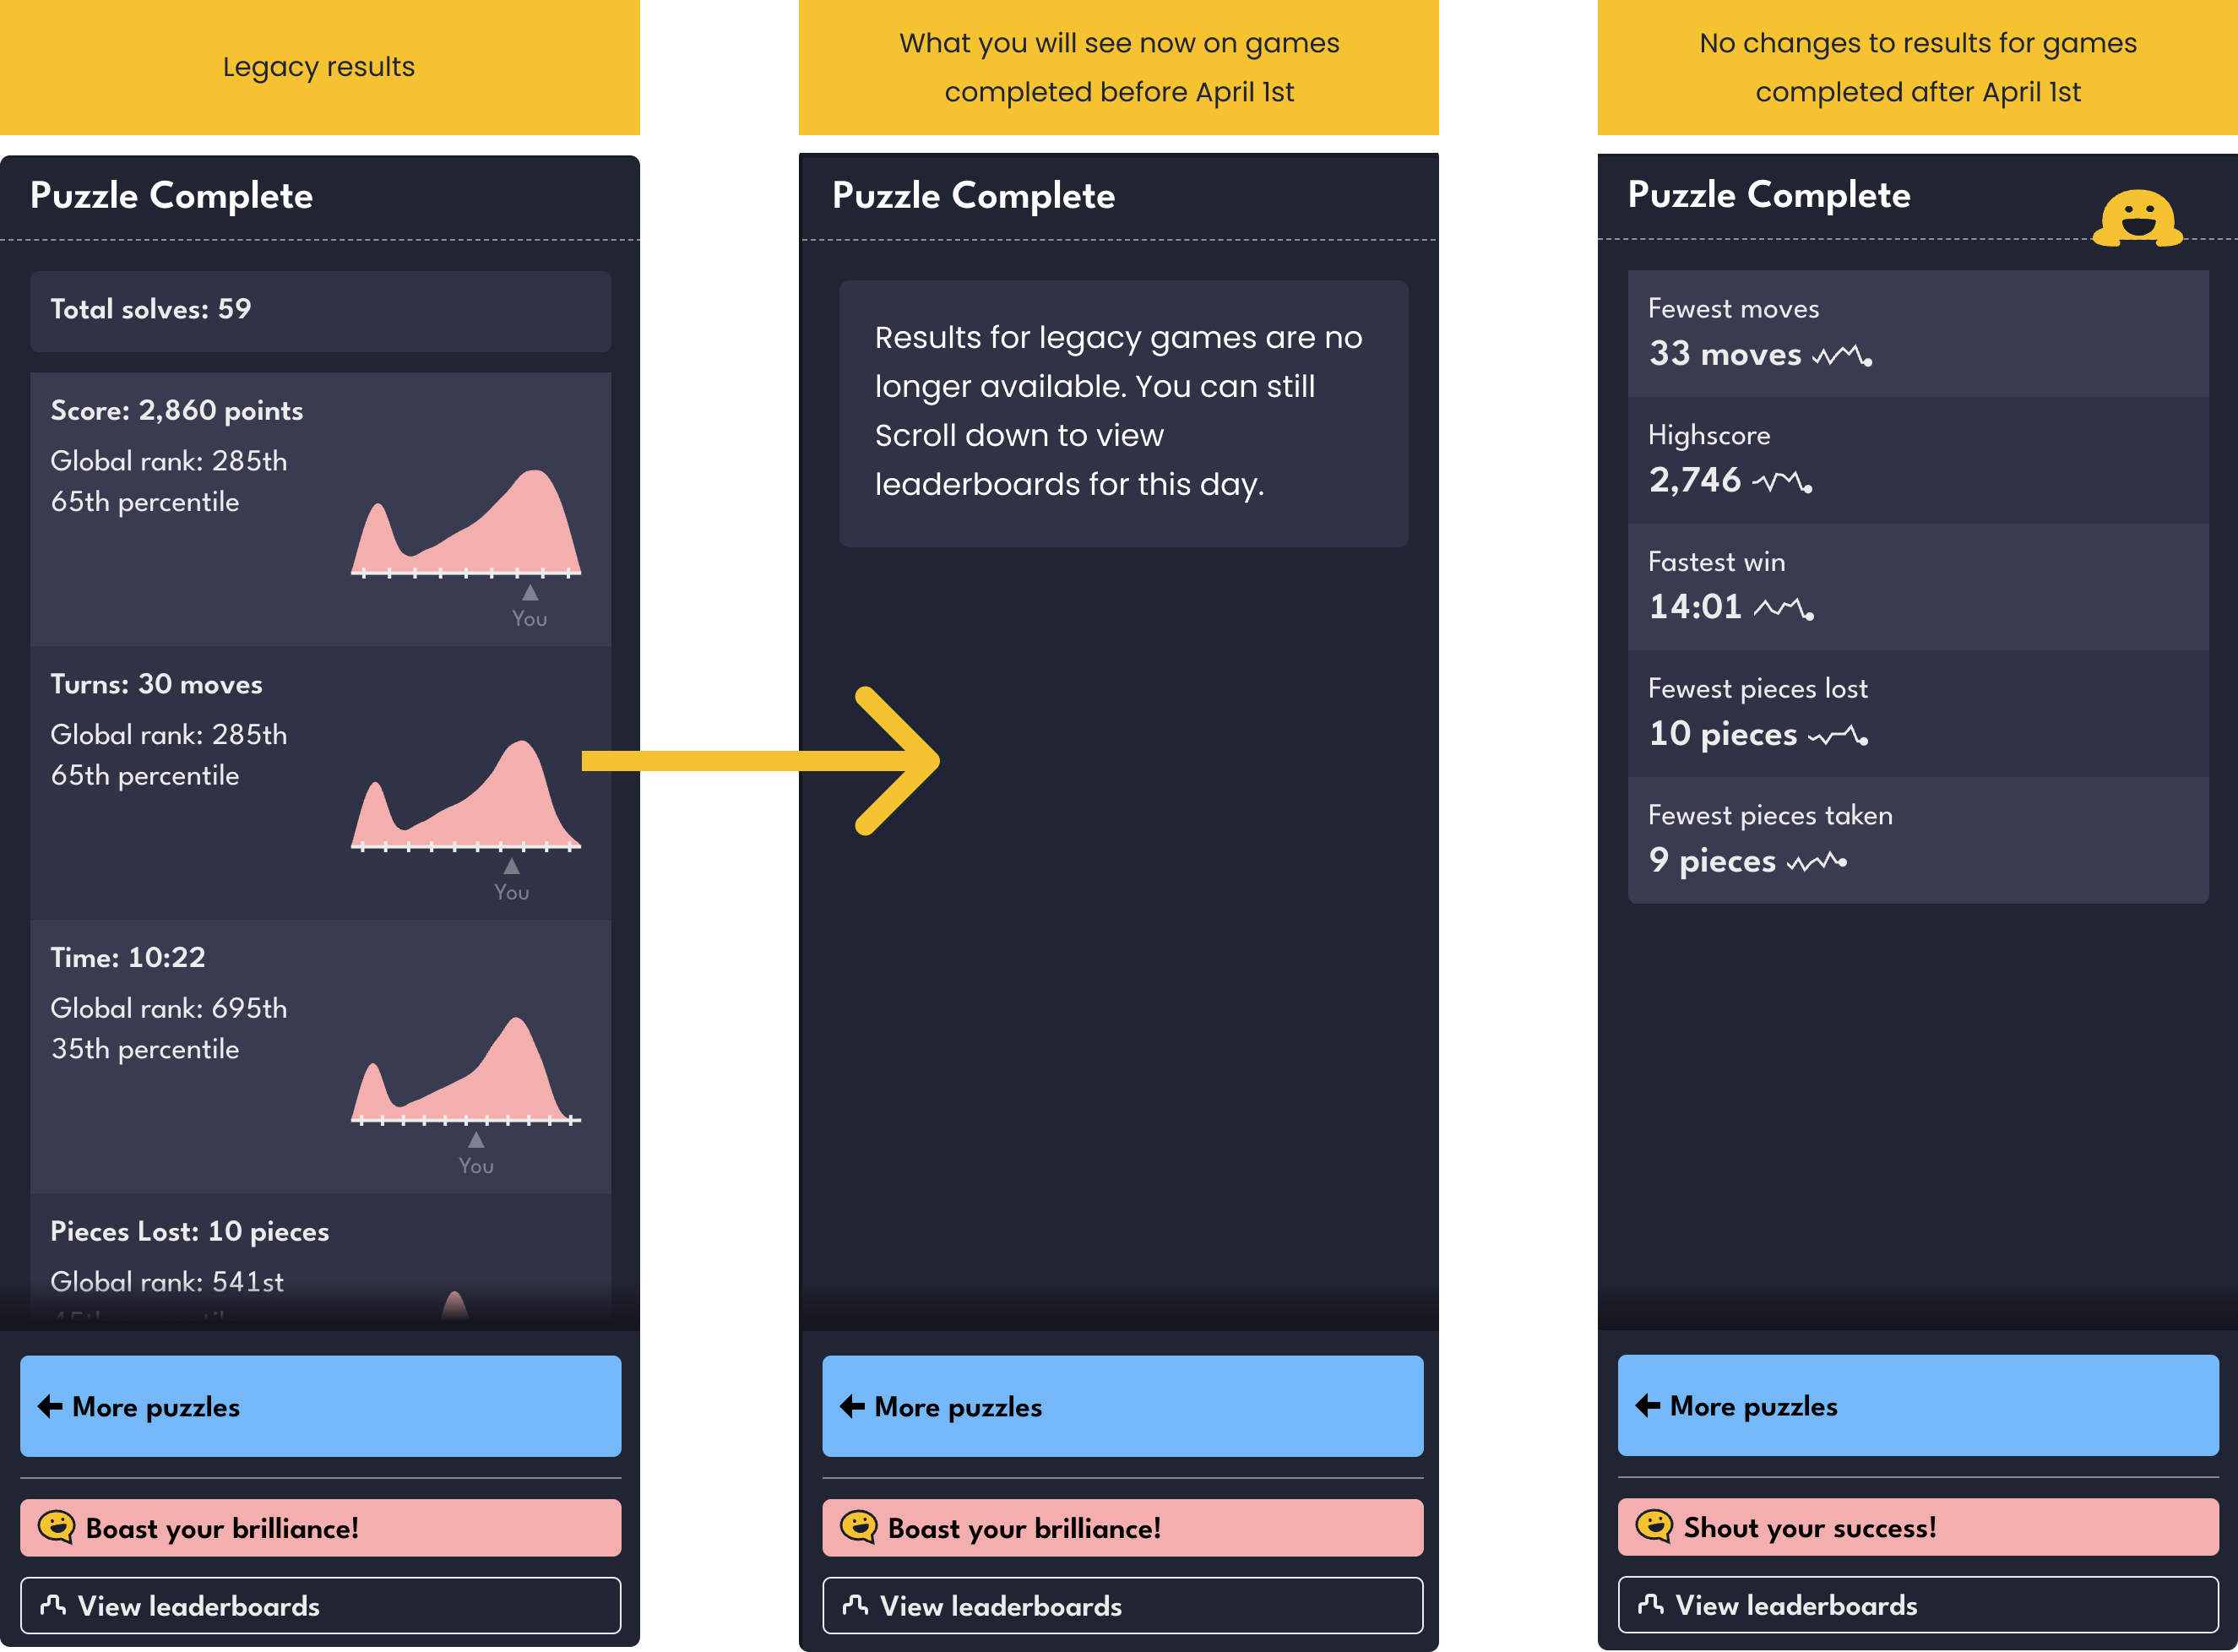 Legacy results
Puzzle Complete
Total solves: 59
Score: 2,860 points
Global rank: 285th
65th percentile
You
Turns: 30 moves
Global rank: 285th
65th percentile
You
Time: 10:22
Global rank: 695th
35th percentile
You
Pieces Lost: 10 pieces
Global rank: 541st
More puzzles
Boast your brilliance!
View leaderboards
What you will see now on games
completed before April 1st
Puzzle Complete
Results for legacy games are no
longer available. You can still
Scroll down to view
leaderboards for this day.
More puzzles
Boast your brilliance!
View leaderboards
No changes to results for games
completed after April 1st
Puzzle Complete
Fewest moves
33 moves
Highscore
2,746
Fastest win
14:01
Fewest pieces lost
10 pieces
Fewest pieces taken
9 pieces
More puzzles
Shout your success!
View leaderboards